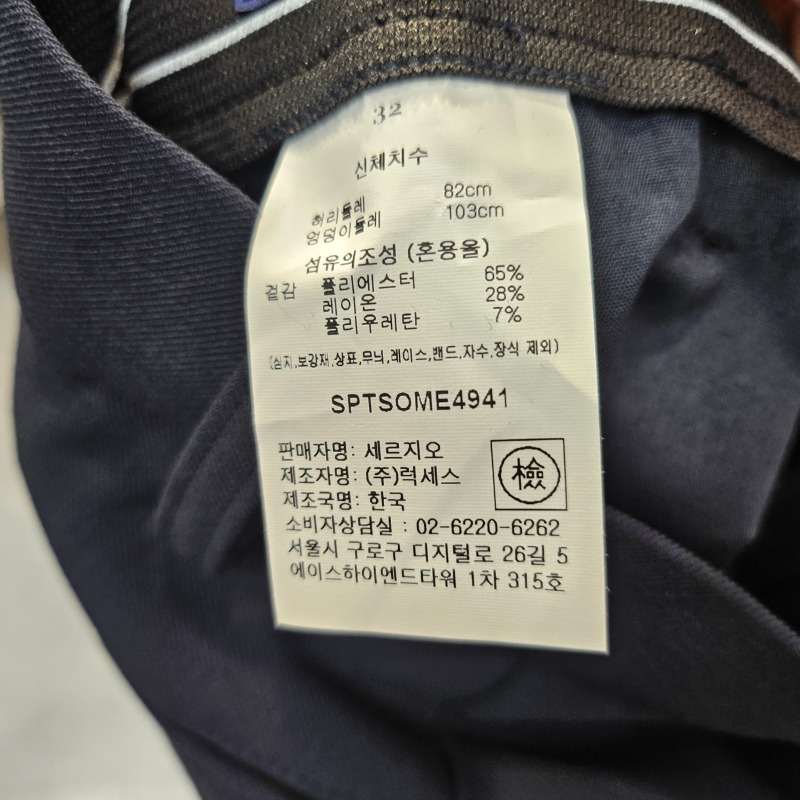 32
신체치수
허리둘레 82cm
엉덩이둘레 103cm
섬유의조성 (혼용율)
겉감 폴리에스터 65%
레이온 28%
폴리우레탄 7%
(심지,보강재,상표,무늬,레이스,밴드,자수,장식 제외)
SPTSOME4941
판매자명: 세르지오
제조자명: (주)럭세스
제조국명: 한국
檢
소비자상담실 : 02-6220-6262
서울시 구로구 디지털로 26길 5
에이스하이엔드타워 1차 315호